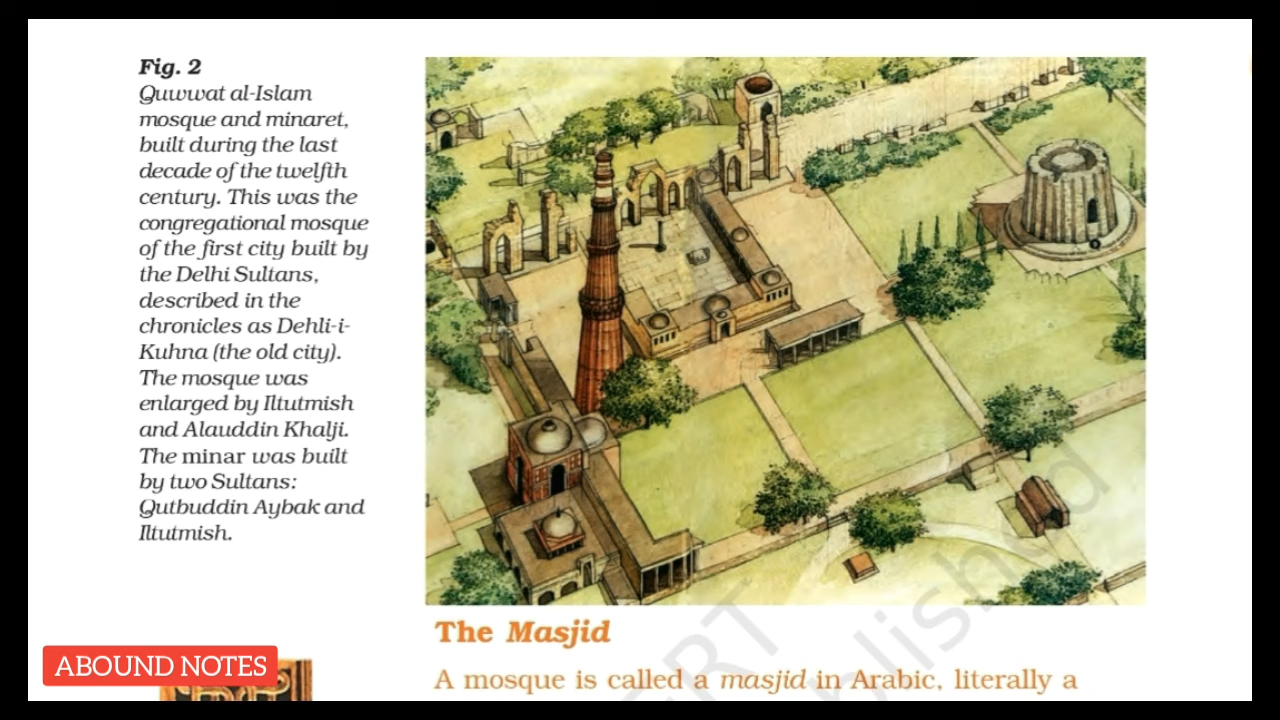 Fig. 2
Quwwat al-Islam
mosque and minaret,
built during the last
decade of the twelfth
century. This was the
congregational mosque
of the first city built by
the Delhi Sultans,
described in the
chronicles as Dehli-i-
Kuhna (the old city).
The mosque was
enlarged by Iltutmish
and Alauddin Khalji.
The minar was built
by two Sultans:
Qutbuddin Aybak and
Iltutmish.
The Masjid
A mosque is called a masjid in Arabic, literally a
ABOUND NOTES